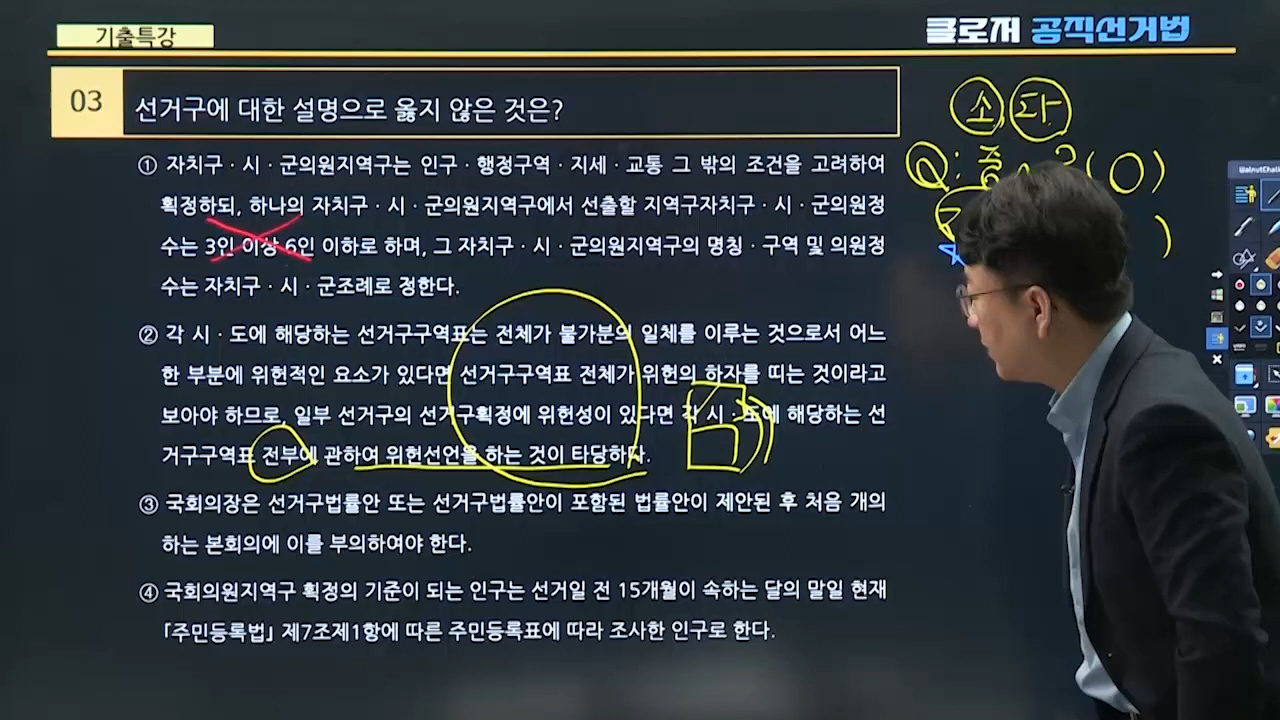 기출특강
클로저 공직선거법
03
선거구에 대한 설명으로 옳지 않은 것은?
① 자치구 · 시 · 군의원지역구는 인구 · 행정구역 · 지세 · 교통 그 밖의 조건을 고려하여
획정하되, 하나의 자치구 · 시 · 군의원지역구에서 선출할 지역구자치구 · 시 · 군의원정
수는 3인 이상 6인 이하로 하며, 그 자치구 · 시 · 군의원지역구의 명칭 · 구역 및 의원정
수는 자치구 · 시 · 군조례로 정한다.
② 각 시 · 도에 해당하는 선거구구역표는 전체가 불가분의 일체를 이루는 것으로서 어느
한 부분에 위헌적인 요소가 있다면 선거구구역표 전체가 위헌의 하자를 띠는 것이라고
보아야 하므로, 일부 선거구의 선거구획정에 위헌성이 있다면 각 시 · 도에 해당하는 선
거구구역표 전부에 관하여 위헌선언을 하는 것이 타당하다.
③ 국회의장은 선거구법률안 또는 선거구법률안이 포함된 법률안이 제안된 후 처음 개의
하는 본회의에 이를 부의하여야 한다.
④ 국회의원지역구 획정의 기준이 되는 인구는 선거일 전 15개월이 속하는 달의 말일 현재
「주민등록법」 제7조제1항에 따른 주민등록표에 따라 조사한 인구로 한다.
소 다
Q: 중 ? (O)